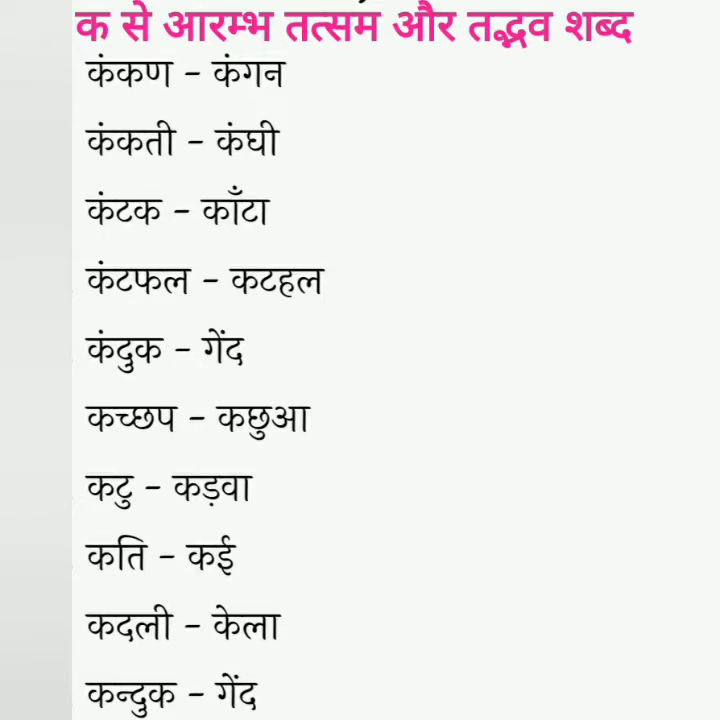 क से आरम्भ तत्सम और तद्भव शब्द
कंकण - कंगन
कंकती - कंघी
कंटक - काँटा
कंटफल - कटहल
कंदुक - गेंद
कच्छप - कछुआ
कटु - कड़वा
कति - कई
कदली - केला
कन्दुक - गेंद